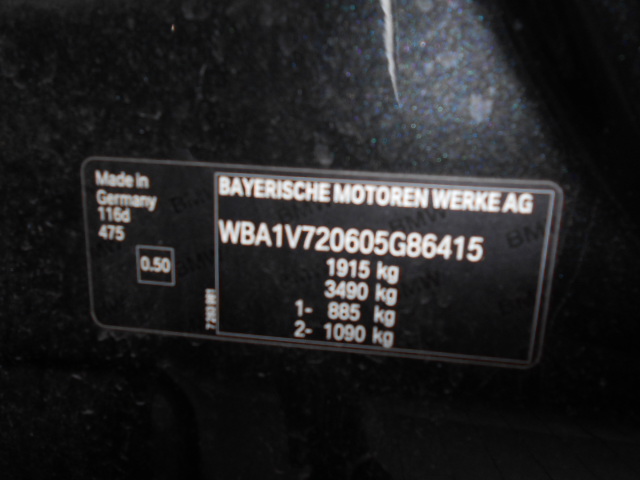 Made in
Germany
116d
475
0.50
BAYERISCHE MOTOREN WERKE AG
WBA1V720605G86415
1915 kg
3490 kg
1- 885 kg
2- 1090 kg